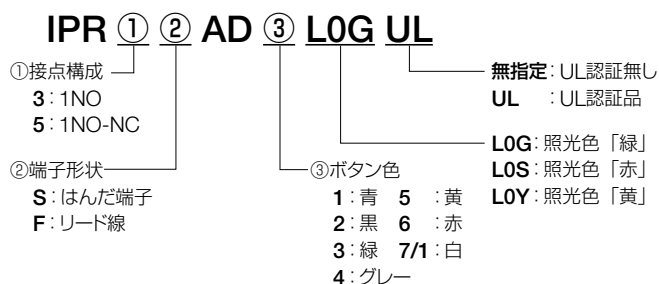 IPR ① ② AD ③ L0G UL
①接点構成
3：1NO
5：1NO-NC
②端子形状
S：はんだ端子
F：リード線
③ボタン色
1：青 5：黄
2：黒 6：赤
3：緑 7/1：白
4：グレー
無指定：UL認証無し
UL：UL認証品
L0G：照光色「緑」
L0S：照光色「赤」
L0Y：照光色「黄」